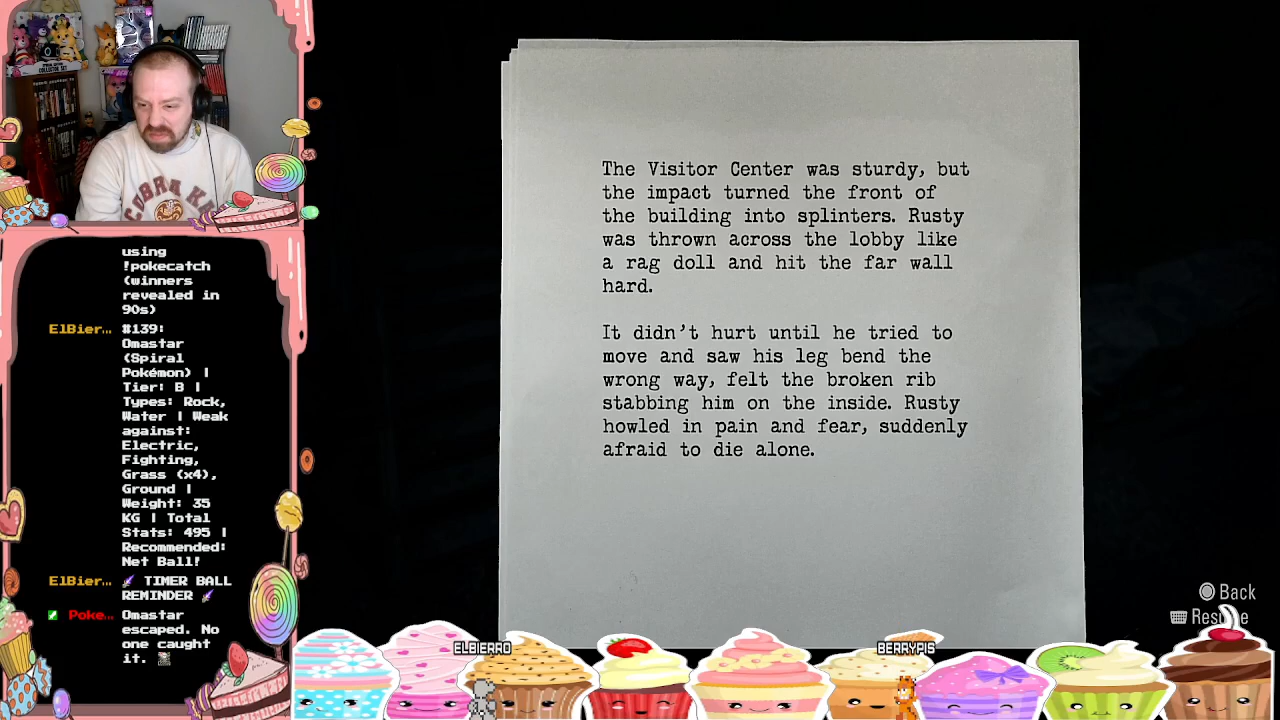 COBRA K
using
!pokecatch
(winners
revealed in
90s)
ElBier... #139:
Omastar
(Spiral
Pokémon) |
Tier: B |
Types: Rock,
Water | Weak
against:
Electric,
Fighting,
Grass (x4),
Ground |
Weight: 35
KG | Total
Stats: 495 |
Recommended:
Net Ball!
ElBier... TIMER BALL
REMINDER
Poke... Omastar
escaped. No
one caught
it.
The Visitor Center was sturdy, but
the impact turned the front of
the building into splinters. Rusty
was thrown across the lobby like
a rag doll and hit the far wall
hard.
It didn't hurt until he tried to
move and saw his leg bend the
wrong way, felt the broken rib
stabbing him on the inside. Rusty
howled in pain and fear, suddenly
afraid to die alone.
Back
Resume
ELBIERRO
BERRYPIS